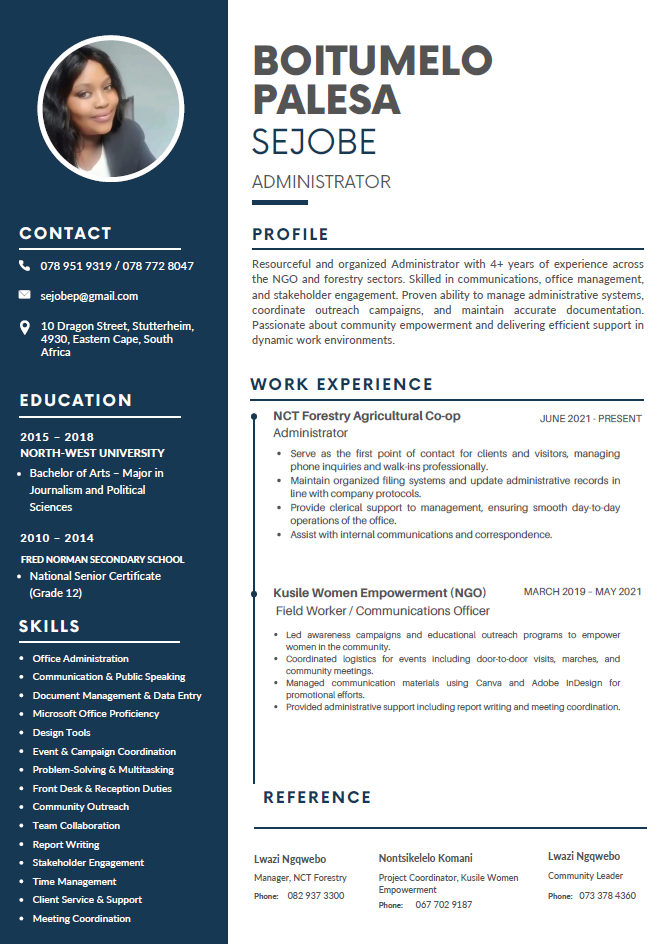 BOITUMELO
PALESA
SEJOBE
ADMINISTRATOR
CONTACT
078 951 9319 / 078 772 8047
sejobep@gmail.com
10 Dragon Street, Stutterheim,
4930, Eastern Cape, South
Africa
EDUCATION
2015 – 2018
NORTH-WEST UNIVERSITY
• Bachelor of Arts – Major in
Journalism and Political
Sciences
2010 – 2014
FRED NORMAN SECONDARY SCHOOL
• National Senior Certificate
(Grade 12)
SKILLS
• Office Administration
• Communication & Public Speaking
• Document Management & Data Entry
• Microsoft Office Proficiency
• Design Tools
• Event & Campaign Coordination
• Problem-Solving & Multitasking
• Front Desk & Reception Duties
• Community Outreach
• Team Collaboration
• Report Writing
• Stakeholder Engagement
• Time Management
• Client Service & Support
• Meeting Coordination
PROFILE
Resourceful and organized Administrator with 4+ years of experience across
the NGO and forestry sectors. Skilled in communications, office management,
and stakeholder engagement. Proven ability to manage administrative systems,
coordinate outreach campaigns, and maintain accurate documentation.
Passionate about community empowerment and delivering efficient support in
dynamic work environments.
WORK EXPERIENCE
NCT Forestry Agricultural Co-op
JUNE 2021 - PRESENT
Administrator
• Serve as the first point of contact for clients and visitors, managing
phone inquiries and walk-ins professionally.
• Maintain organized filing systems and update administrative records in
line with company protocols.
• Provide clerical support to management, ensuring smooth day-to-day
operations of the office.
• Assist with internal communications and correspondence.
Kusile Women Empowerment (NGO)
MARCH 2019 – MAY 2021
Field Worker / Communications Officer
• Led awareness campaigns and educational outreach programs to empower
women in the community.
• Coordinated logistics for events including door-to-door visits, marches, and
community meetings.
• Managed communication materials using Canva and Adobe InDesign for
promotional efforts.
• Provided administrative support including report writing and meeting coordination.
REFERENCE
Lwazi Ngqwebo
Manager, NCT Forestry
Phone: 082 937 3300
Nontsikelelo Komani
Project Coordinator, Kusile Women
Empowerment
Phone: 067 702 9187
Lwazi Ngqwebo
Community Leader
Phone: 073 378 4360